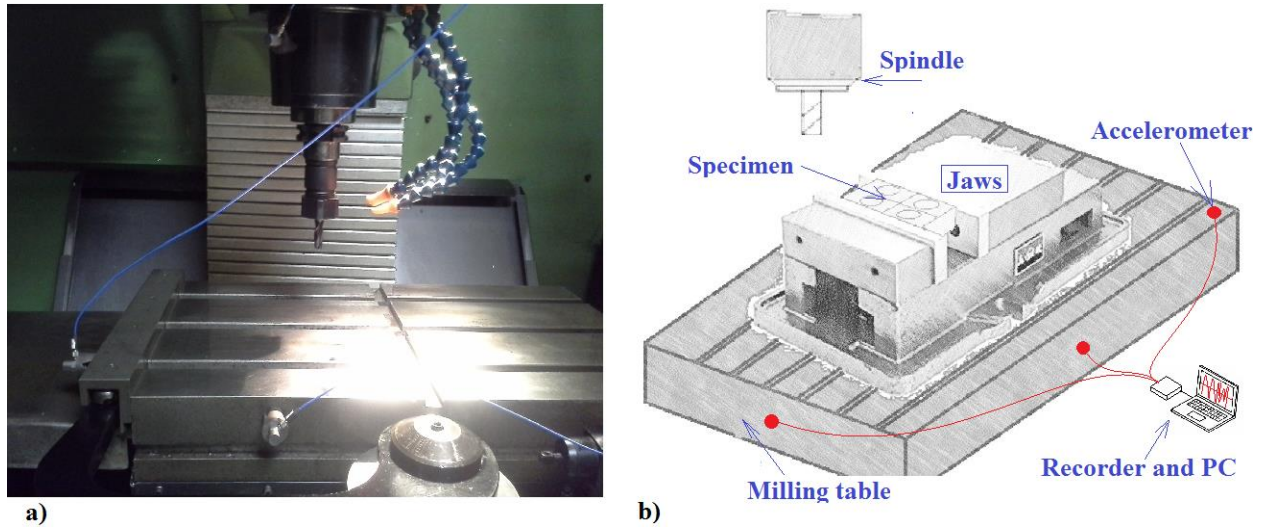 Spindle
Accelerometer
Specimen
Jaws
Recorder and PC
Milling table
a)
b)